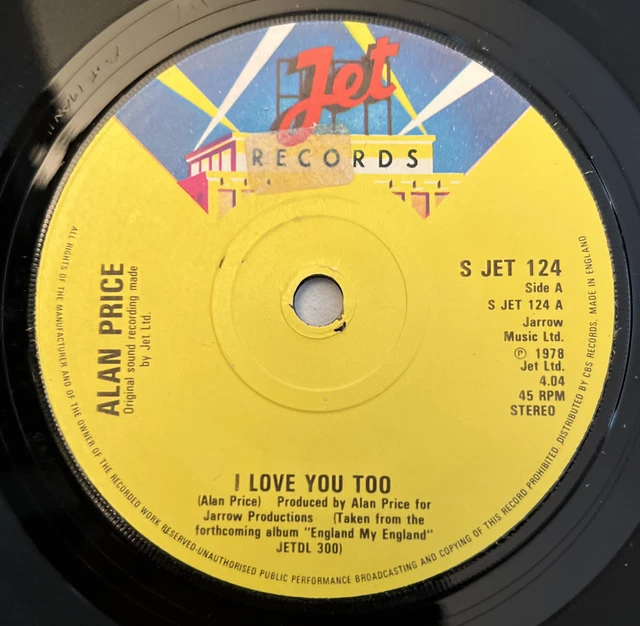 Jet
RECORDS
ALAN PRICE
Original sound recording made
by Jet Ltd.
S JET 124
Side A
S JET 124 A
Jarrow
Music Ltd.
℗ 1978
Jet Ltd.
4.04
45 RPM
STEREO
I LOVE YOU TOO
(Alan Price) Produced by Alan Price for
Jarrow Productions (Taken from the
forthcoming album "England My England"
JETDL 300)
ALL RIGHTS OF THE MANUFACTURER AND OF THE OWNER OF THE RECORDED WORK RESERVED·UNAUTHORISED PUBLIC PERFORMANCE BROADCASTING AND COPYING OF THIS RECORD PROHIBITED. DISTRIBUTED BY CBS RECORDS. MADE IN ENGLAND